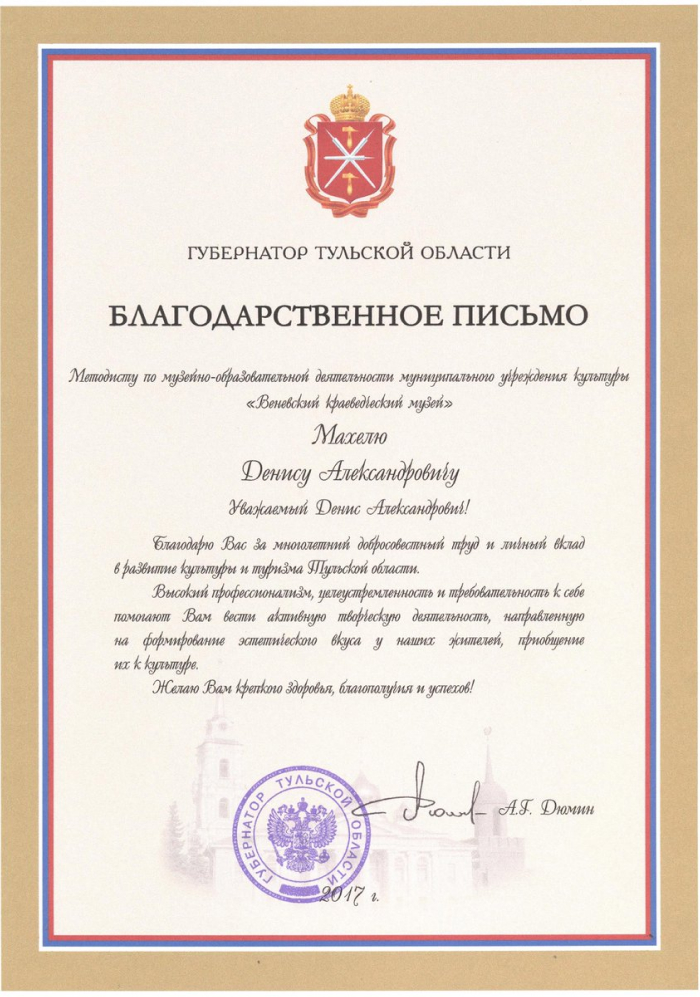 ГУБЕРНАТОР ТУЛЬСКОЙ ОБЛАСТИ
БЛАГОДАРСТВЕННОЕ ПИСЬМО
Методисту по музейно-образовательной деятельности муниципального учреждения культуры
«Веневский краеведческий музей»
Махелю
Денису Александровичу
Уважаемый Денис Александрович!
Благодарю Вас за многолетний добросовестный труд и личный вклад
в развитие культуры и туризма Тульской области.
Высокий профессионализм, целеустремленность и требовательность к себе
помогают Вам вести активную творческую деятельность, направленную
на формирование эстетического вкуса у наших жителей, приобщение
их к культуре.
Желаю Вам крепкого здоровья, благополучия и успехов!
ГУБЕРНАТОР ТУЛЬСКОЙ ОБЛАСТИ
А.Г. Дюмин
2017 г.